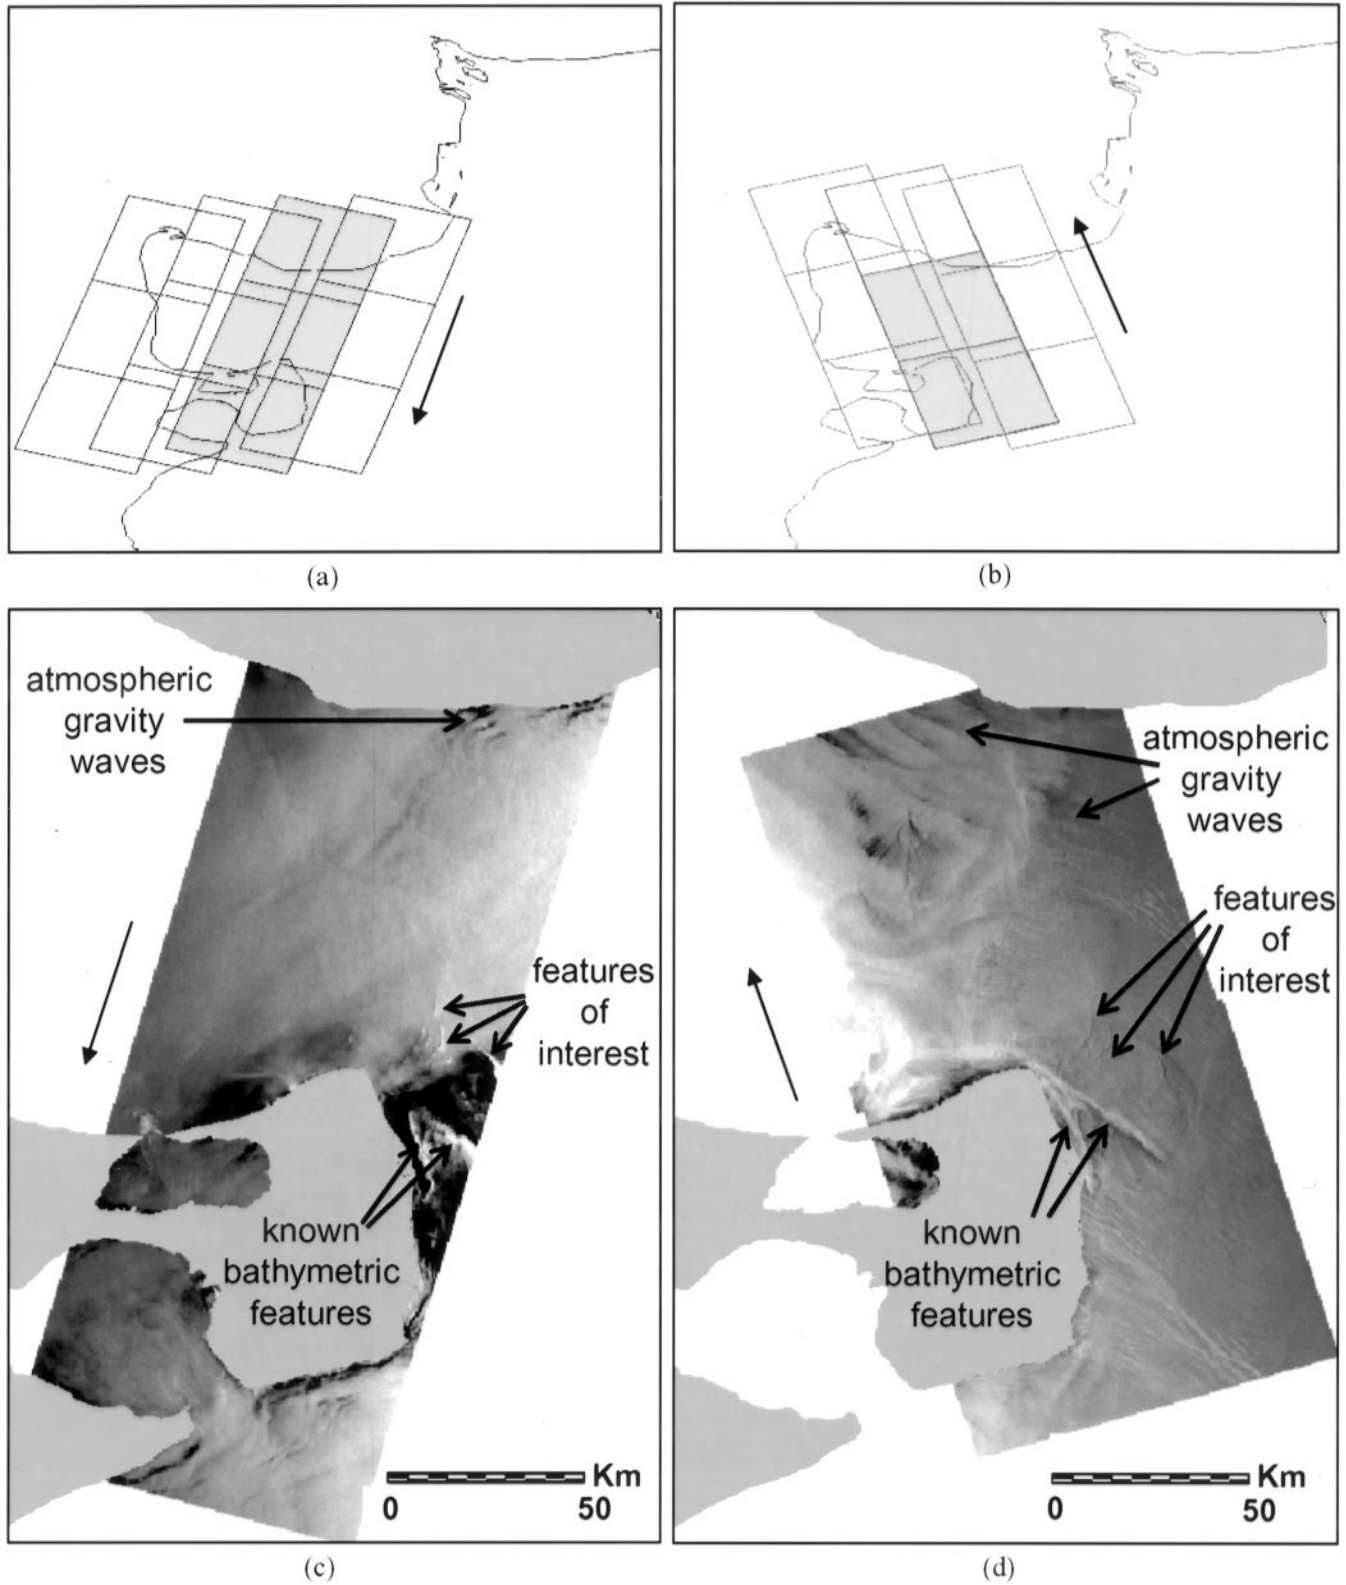 (a)
(b)
atmospheric
gravity
waves
features
of
interest
known
bathymetric
features
Km
0 50
(c)
atmospheric
gravity
waves
features
of
interest
known
bathymetric
features
Km
0 50
(d)